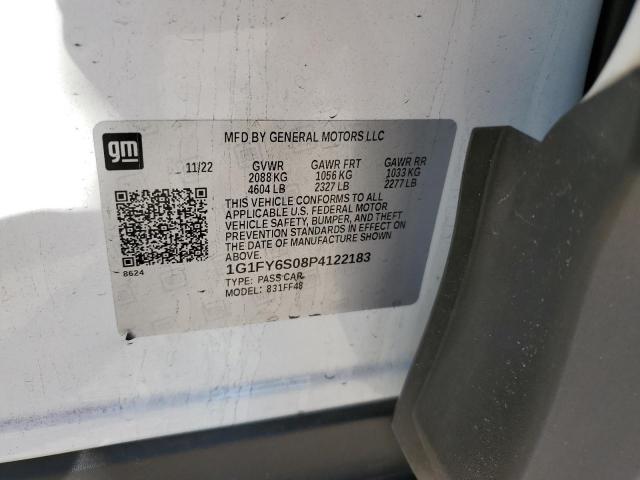 gm
MFD BY GENERAL MOTORS LLC
11/22 GVWR GAWR FRT GAWR RR
2088 KG 1056 KG 1033 KG
4604 LB 2327 LB 2277 LB
THIS VEHICLE CONFORMS TO ALL
APPLICABLE U.S. FEDERAL MOTOR
VEHICLE SAFETY, BUMPER, AND THEFT
PREVENTION STANDARDS IN EFFECT ON
THE DATE OF MANUFACTURE SHOWN
ABOVE.
8624
1G1FY6S08P4122183
TYPE: PASS CAR
MODEL: 831FF48